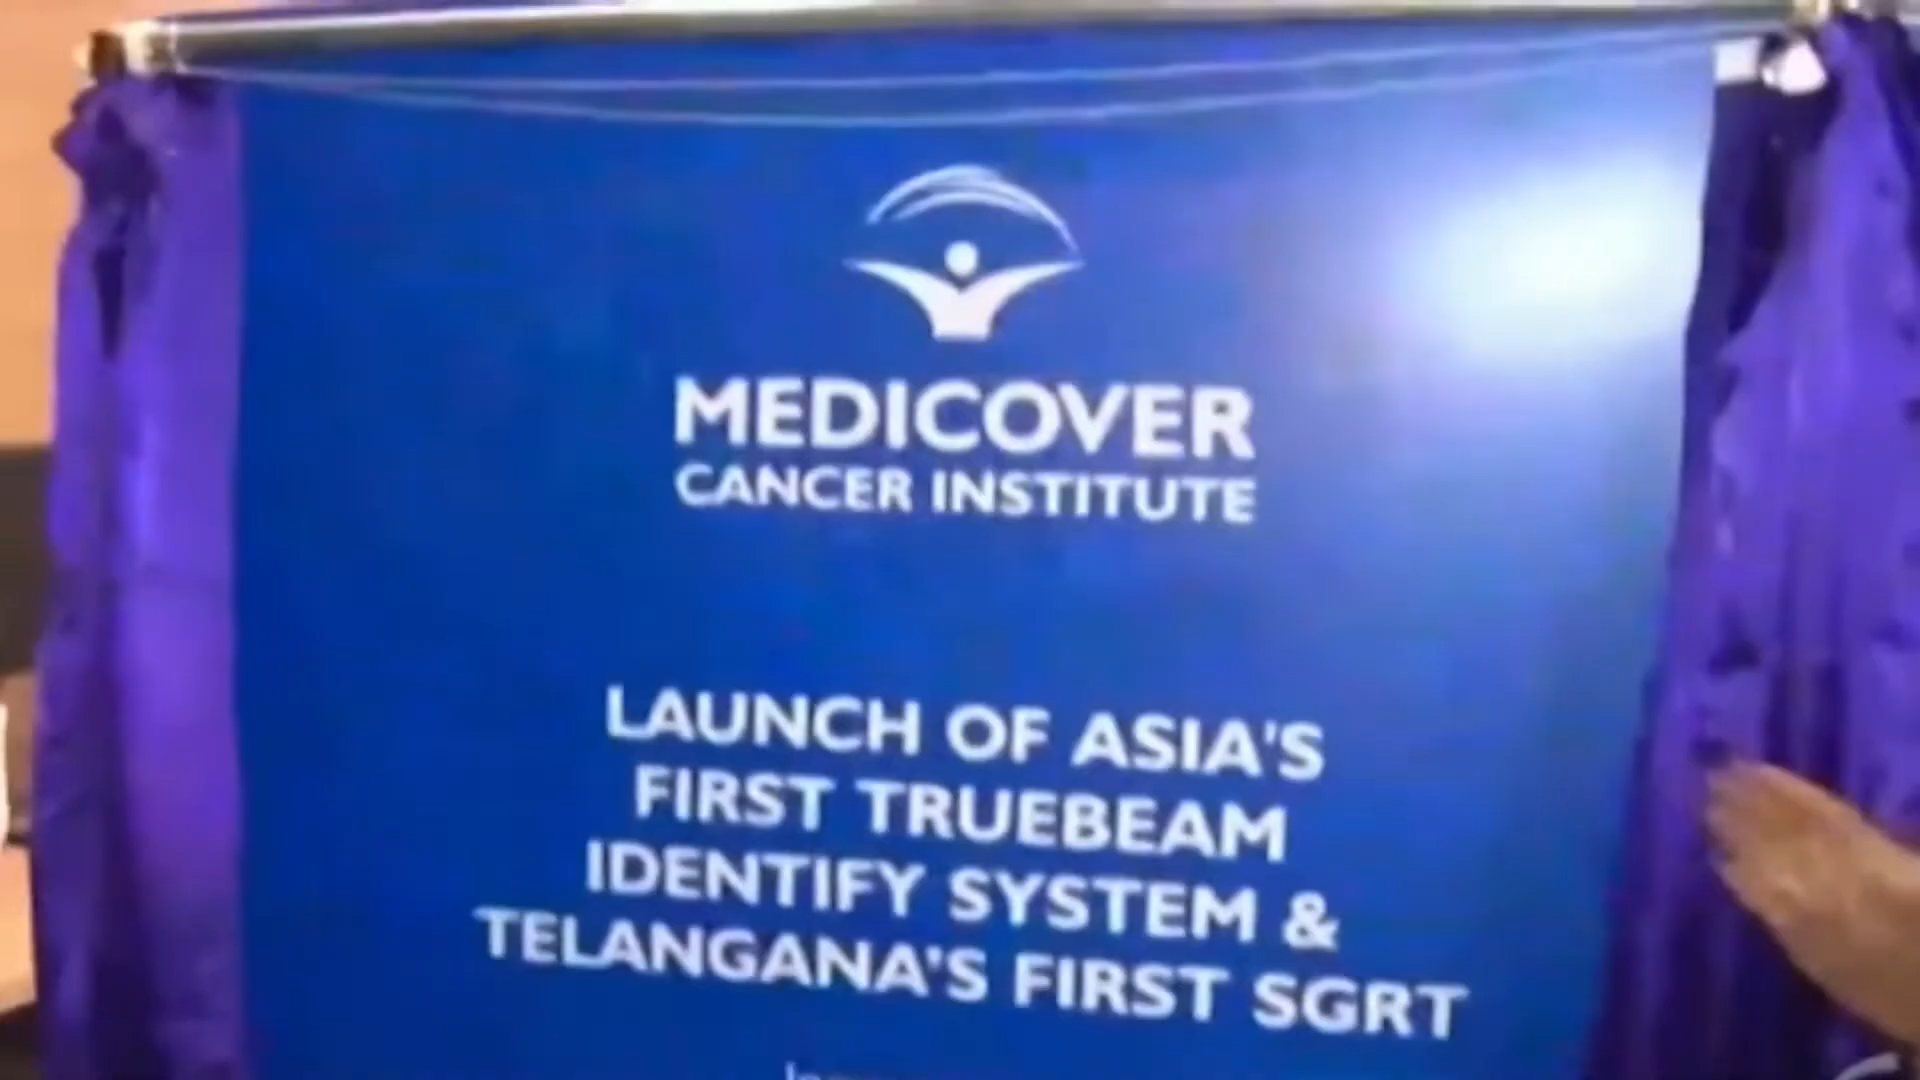 MEDICOVER
CANCER INSTITUTE
LAUNCH OF ASIA'S
FIRST TRUEBEAM
IDENTIFY SYSTEM &
TELANGANA'S FIRST SGRT